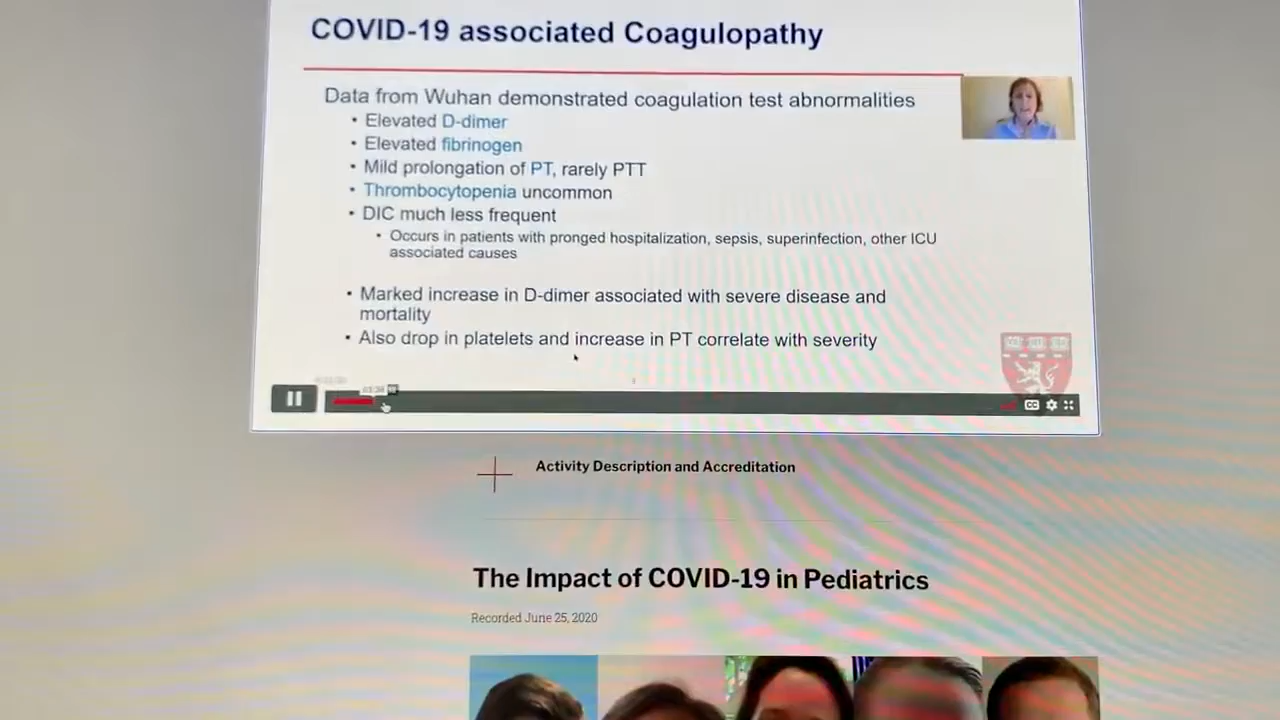 COVID-19 associated Coagulopathy
Data from Wuhan demonstrated coagulation test abnormalities
• Elevated D-dimer
• Elevated fibrinogen
• Mild prolongation of PT, rarely PTT
• Thrombocytopenia uncommon
• DIC much less frequent
• Occurs in patients with pronged hospitalization, sepsis, superinfection, other ICU
associated causes
• Marked increase in D-dimer associated with severe disease and
mortality
• Also drop in platelets and increase in PT correlate with severity
CC
Activity Description and Accreditation
The Impact of COVID-19 in Pediatrics
Recorded June 25, 2020